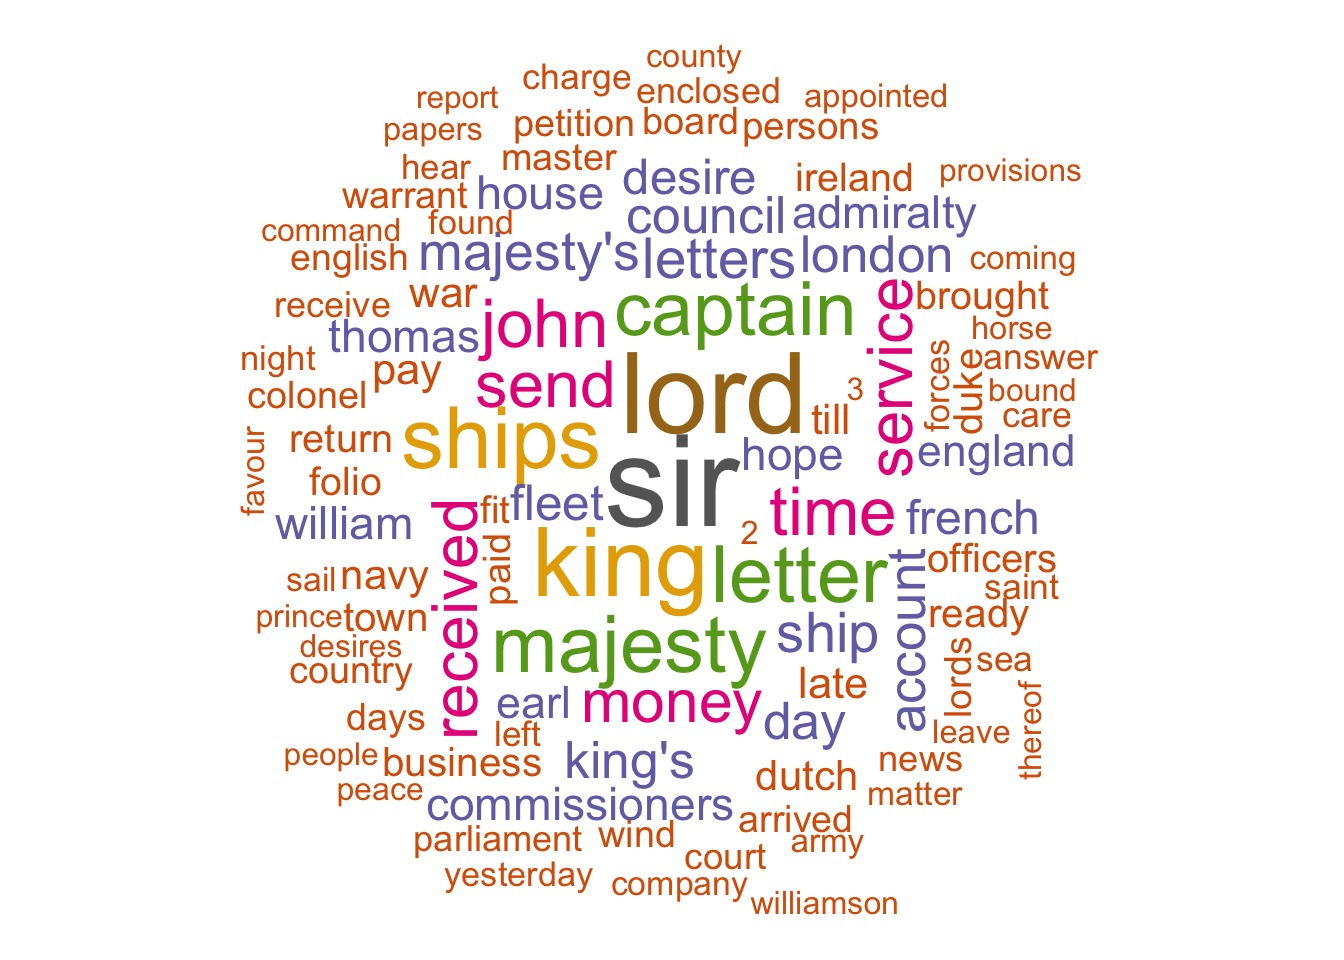 county
charge
enclosed
report
appointed
papers
petition
board
persons
hear
master
warrant
house
desire
ireland
provisions
command
found
council
admiralty
english
majesty's
letters
london
coming
receive
war
john
captain
service
brought
thomas
horse
night
pay
send
lord
3
forces
duke
answer
colonel
till
bound
care
favour
return
ships
sir
hope
england
folio
william
fit
fleet
2
time
french
received
paid
king
letter
account
officers
sail
navy
saint
prince
town
majesty
ship
ready
desires
country
lords
sea
late
days
earl
money
day
thereof
left
leave
people
business
king's
dutch
news
peace
commissioners
matter
parliament
wind
arrived
army
yesterday
court
company
williamson